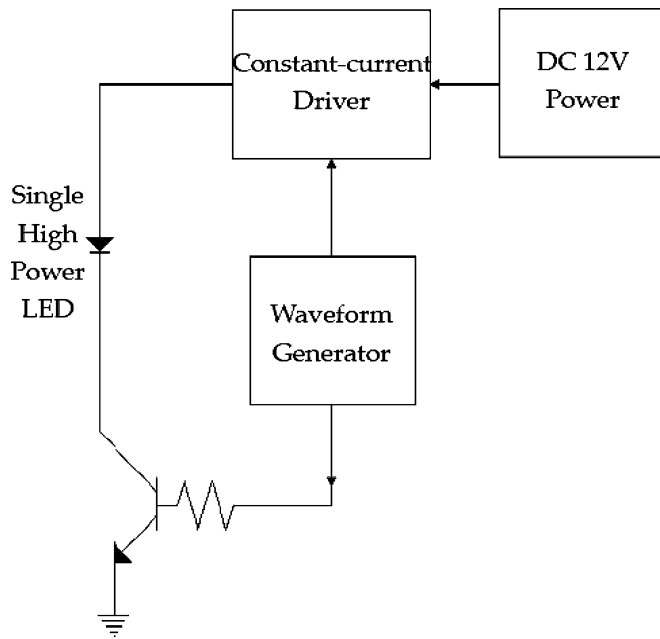 Constant-current
Driver
DC 12V
Power
Single
High
Power
LED
Waveform
Generator